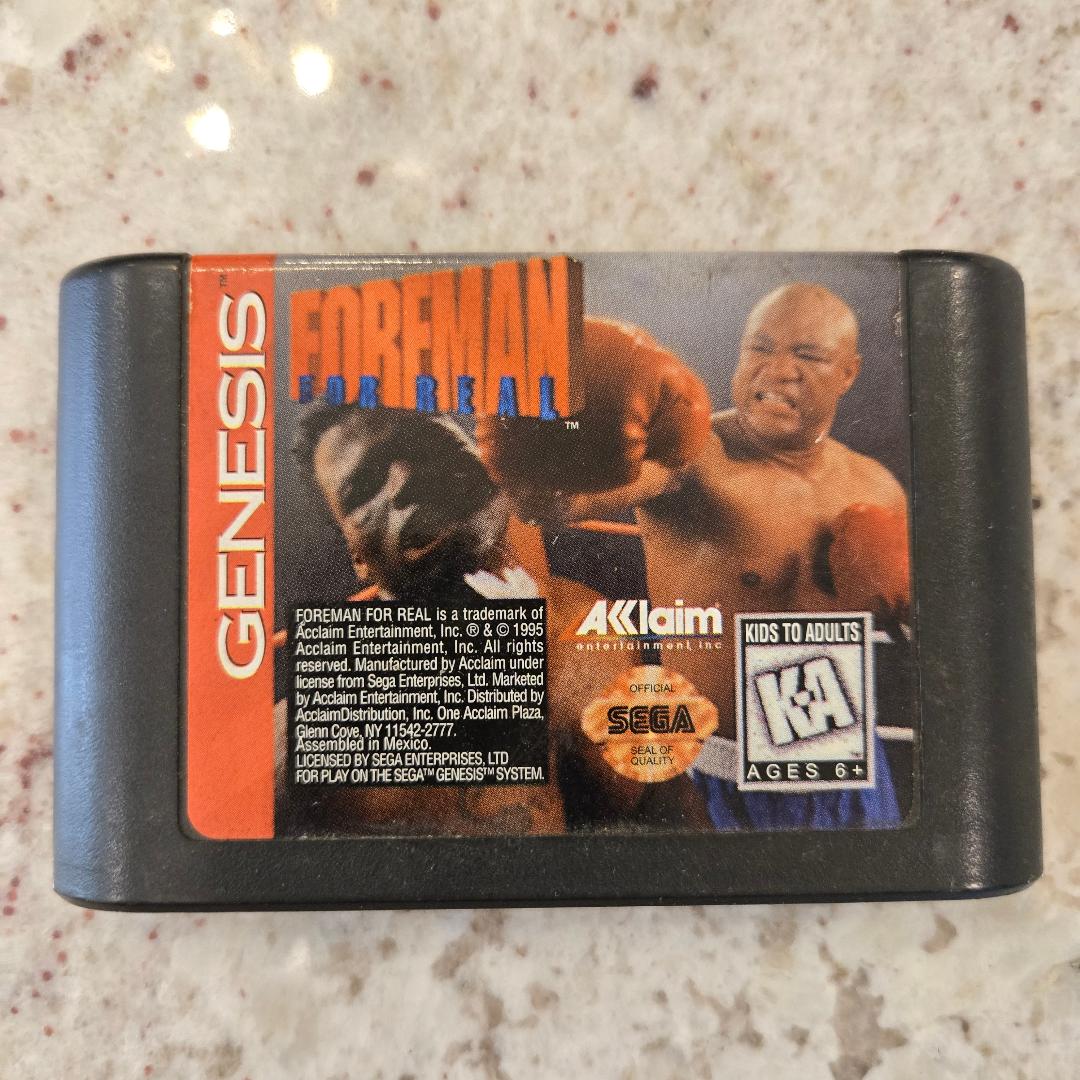 GENESIS™
FOREMAN
FOR REAL™
FOREMAN FOR REAL is a trademark of
Acclaim Entertainment, Inc. ® & © 1995
Acclaim Entertainment, Inc. All rights
reserved. Manufactured by Acclaim under
license from Sega Enterprises, Ltd. Marketed
by Acclaim Entertainment, Inc. Distributed by
AcclaimDistribution, Inc. One Acclaim Plaza,
Glenn Cove, NY 11542-2777.
Assembled in Mexico.
LICENSED BY SEGA ENTERPRISES, LTD
FOR PLAY ON THE SEGA™ GENESIS™ SYSTEM.
AKKlaim
entertainment, inc
OFFICIAL
SEGA
SEAL OF
QUALITY
KIDS TO ADULTS
K-A
AGES 6+